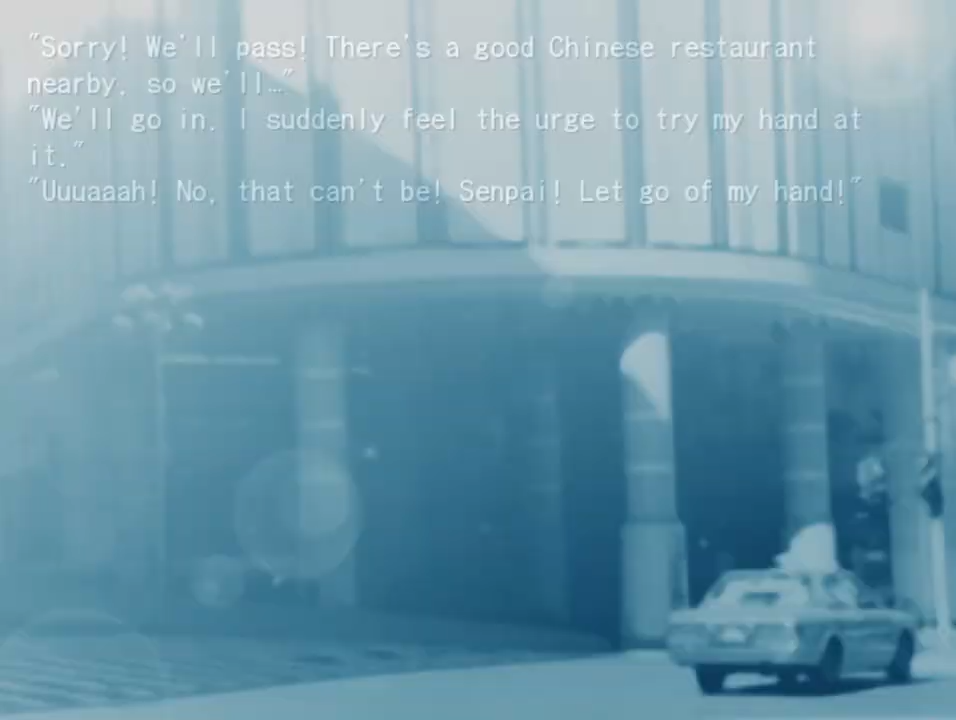 "Sorry! We'll pass! There's a good Chinese restaurant
nearby, so we'll…"
"We'll go in. I suddenly feel the urge to try my hand at
it."
"Uuuaaah! No, that can't be! Senpai! Let go of my hand!"